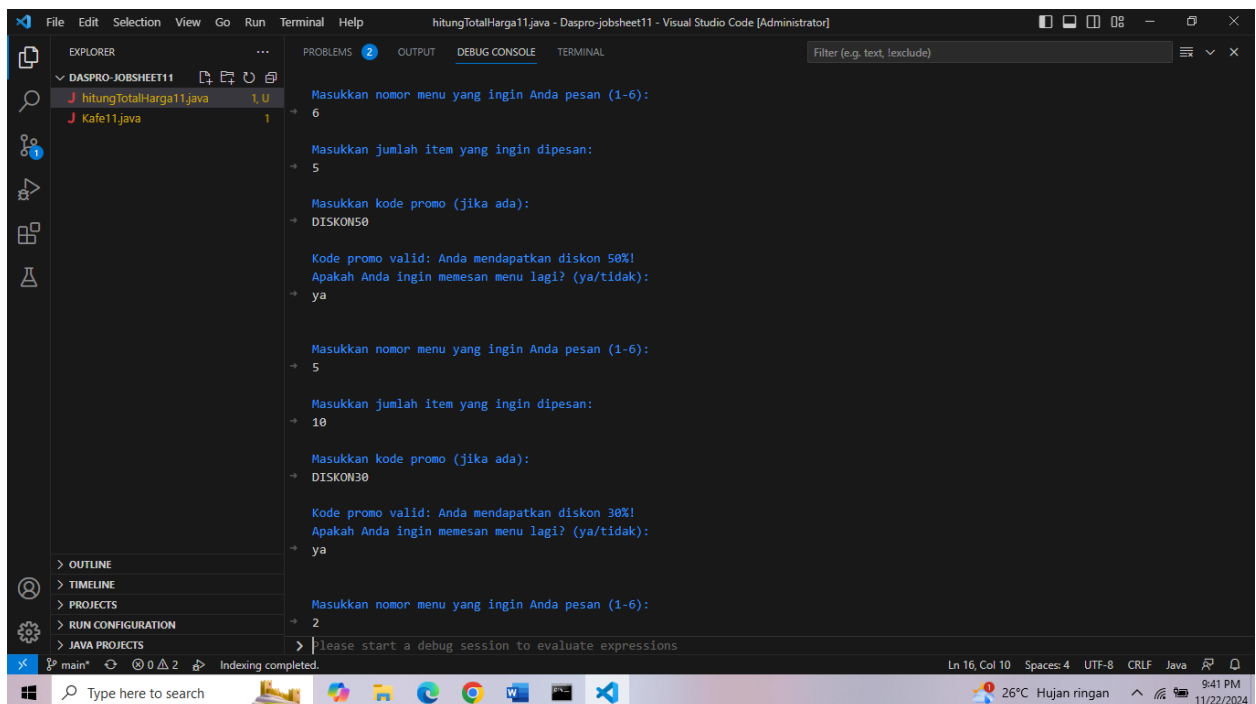 File Edit Selection View Go Run Terminal Help
hitungTotalHarga11.java - Daspro-jobsheet11 - Visual Studio Code [Administrator]
EXPLORER
DASPRO-JOBSHEET11
hitungTotalHarga11.java 1, U
Kafe11.java 1
1
OUTLINE
TIMELINE
PROJECTS
RUN CONFIGURATION
JAVA PROJECTS
PROBLEMS 2 OUTPUT DEBUG CONSOLE TERMINAL
Filter (e.g. text, !exclude)
Masukkan nomor menu yang ingin Anda pesan (1-6):
6
Masukkan jumlah item yang ingin dipesan:
5
Masukkan kode promo (jika ada):
DISKON50
Kode promo valid: Anda mendapatkan diskon 50%!
Apakah Anda ingin memesan menu lagi? (ya/tidak):
ya
Masukkan nomor menu yang ingin Anda pesan (1-6):
5
Masukkan jumlah item yang ingin dipesan:
10
Masukkan kode promo (jika ada):
DISKON30
Kode promo valid: Anda mendapatkan diskon 30%!
Apakah Anda ingin memesan menu lagi? (ya/tidak):
ya
Masukkan nomor menu yang ingin Anda pesan (1-6):
2
Please start a debug session to evaluate expressions
main* 0 2 Indexing completed.
Ln 16, Col 10 Spaces: 4 UTF-8 CRLF Java
Type here to search
1
26°C Hujan ringan
9:41 PM
11/22/2024